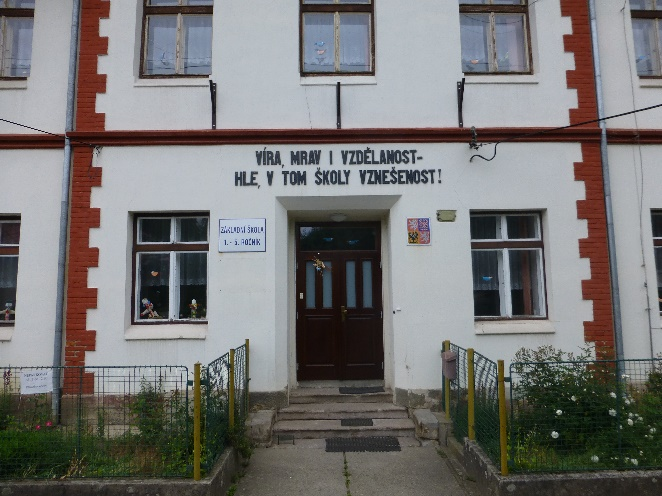 VÍRA, MRAV I VZDĚLANOST-
HLE, V TOM ŠKOLY VZNEŠENOST!
ZÁKLADNÍ ŠKOLA
1. - 5. ROČNÍK